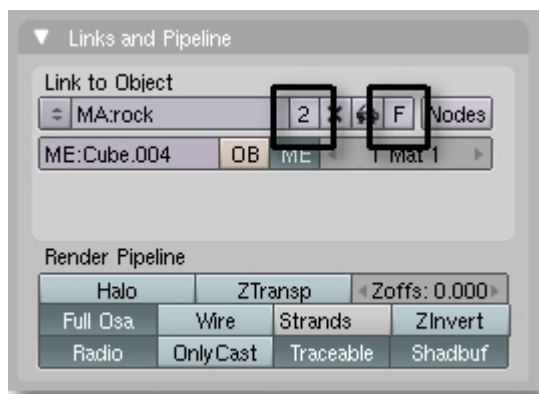 Links and Pipeline
Link to Object
MA:rock 2 F Nodes
ME:Cube.004 OB ME 1 Mat 1
Render Pipeline
Halo ZTransp Zoffs: 0.000
Full Osa Wire Strands ZInvert
Radio OnlyCast Traceable Shadbuf